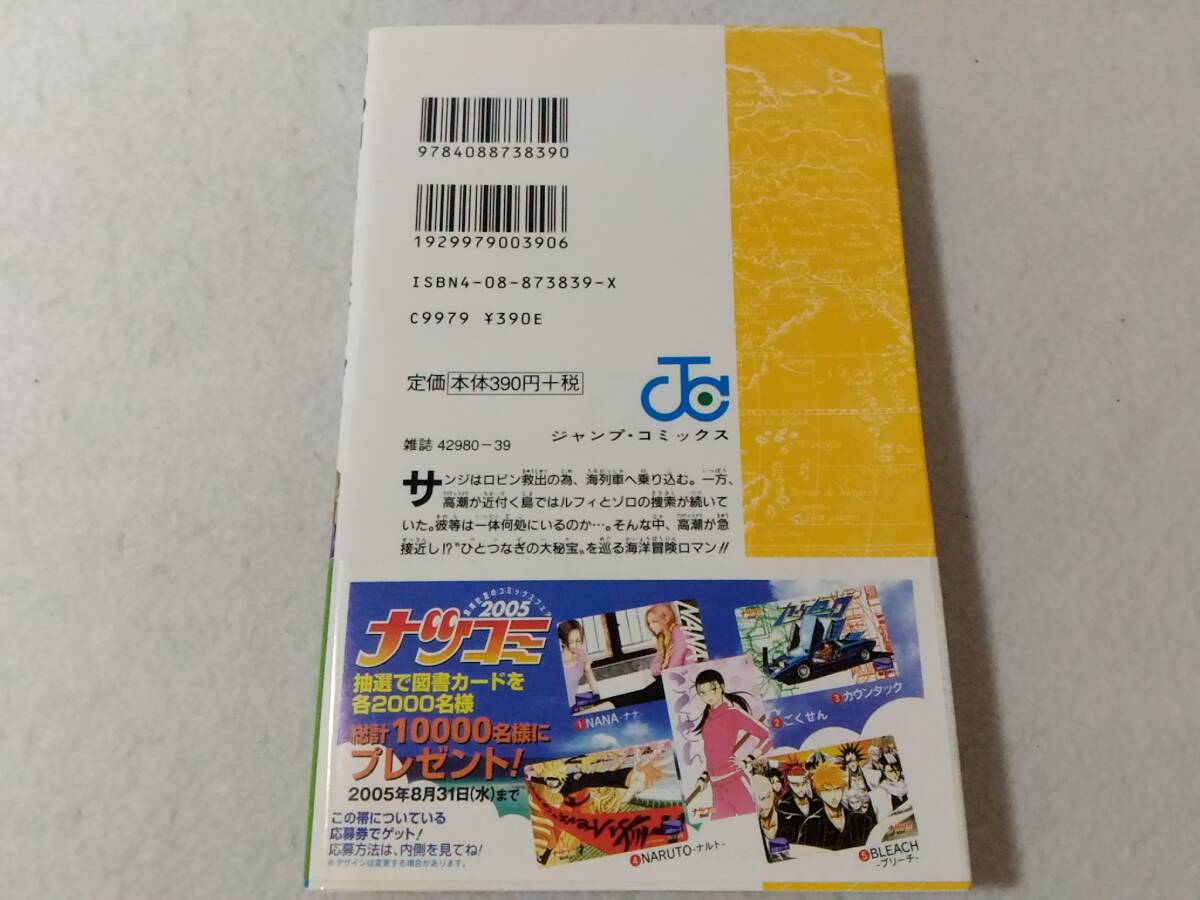 9784088738390
1929979003906
ISBN4-08-873839-X
C9979 ¥390E
定価 本体390円+税
ジャンプ・コミックス
雑誌 42980-39
サンジはロビン救出の為、海列車へ乗り込む。一方、
高潮が近付く島ではルフィとゾロの捜索が続いて
いた。彼等は一体何処にいるのか…。そんな中、高潮が急
接近し!?"ひとつなぎの大秘宝"を巡る海洋冒険ロマン!!
2005
ナツコミ
抽選で図書カードを
各2000名様
総計10000名様に
プレゼント!
2005年8月31日(水)まで
この帯についている
応募券でゲット!
応募方法は、内側を見てね!
※デザインは変更する場合があります。
NANA
カウンタック
ごくせん
①NANA-ナナ-
②ごくせん
③カウンタック
④NARUTO-ナルト-
⑤BLEACH
-ブリーチ-